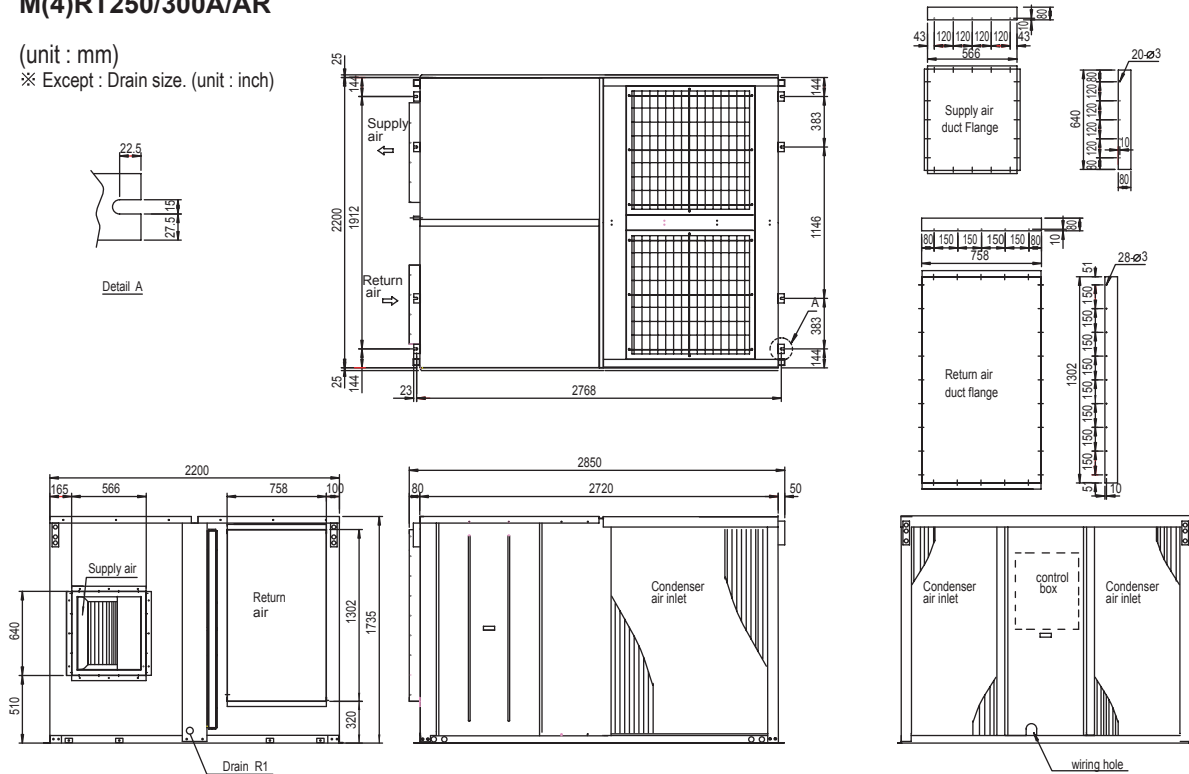 M(4)RT250/300A/AR
(unit : mm)
※ Except : Drain size. (unit : inch)
22.5
15
27.5
Detail A
25
144
2200
1912
25
144
Supply
air
Return
air
23
2768
144
383
1146
383
144
A
43 120 120 120 120 43
566
10
80
Supply air
duct Flange
20-ø3
640
80
120
120
120
120
80
10
80
80 150 150 150 150 80
758
10
80
Return air
duct flange
28-ø3
1302
51
150
150
150
150
150
150
150
150
51
10
2200
165 566 758 100
Supply air
Return
air
640
510
1302
1735
320
Drain R1
2850
80 2720 50
Condenser
air inlet
Condenser
air inlet
control
box
Condenser
air inlet
wiring hole